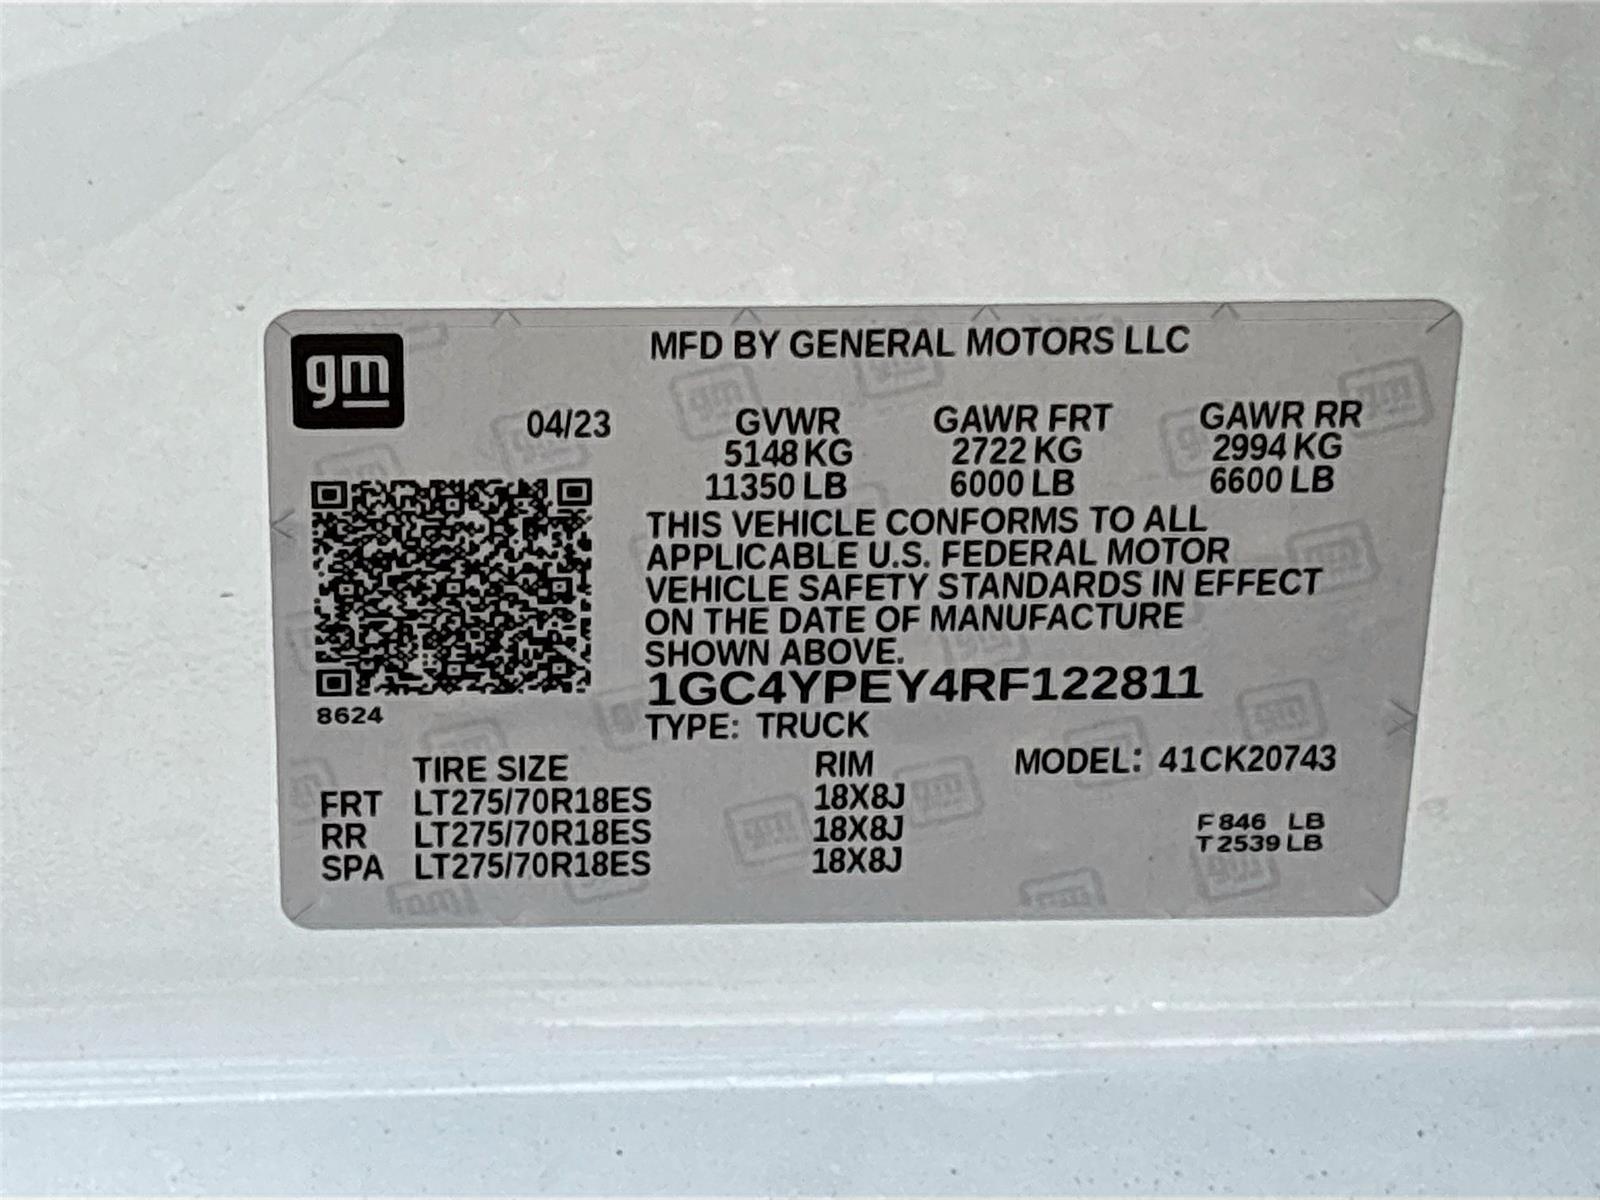 gm
MFD BY GENERAL MOTORS LLC
04/23 GVWR GAWR FRT GAWR RR
5148 KG 2722 KG 2994 KG
11350 LB 6000 LB 6600 LB
THIS VEHICLE CONFORMS TO ALL
APPLICABLE U.S. FEDERAL MOTOR
VEHICLE SAFETY STANDARDS IN EFFECT
ON THE DATE OF MANUFACTURE
SHOWN ABOVE.
1GC4YPEY4RF122811
8624
TYPE: TRUCK
TIRE SIZE RIM MODEL: 41CK20743
FRT LT275/70R18ES 18X8J
RR LT275/70R18ES 18X8J
SPA LT275/70R18ES 18X8J
F 846 LB
T 2539 LB